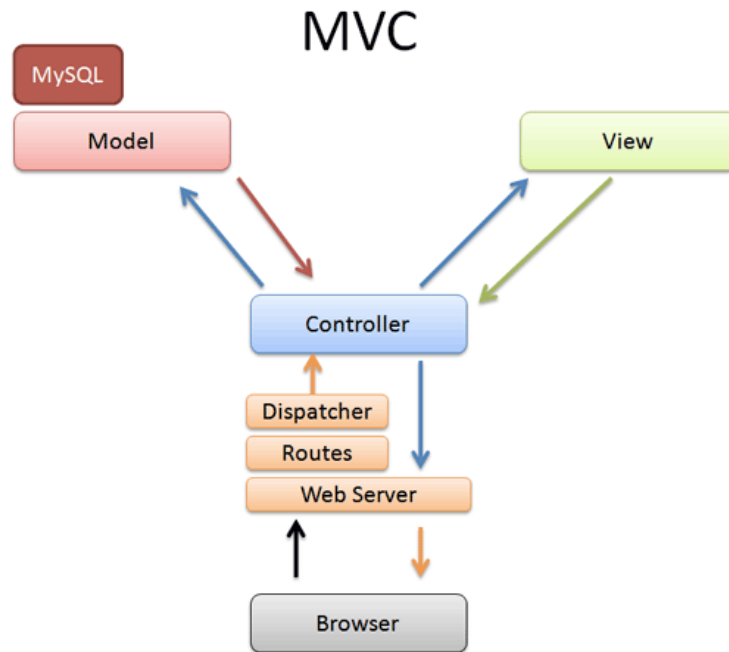 MVC
MySQL
Model
View
Controller
Dispatcher
Routes
Web Server
Browser